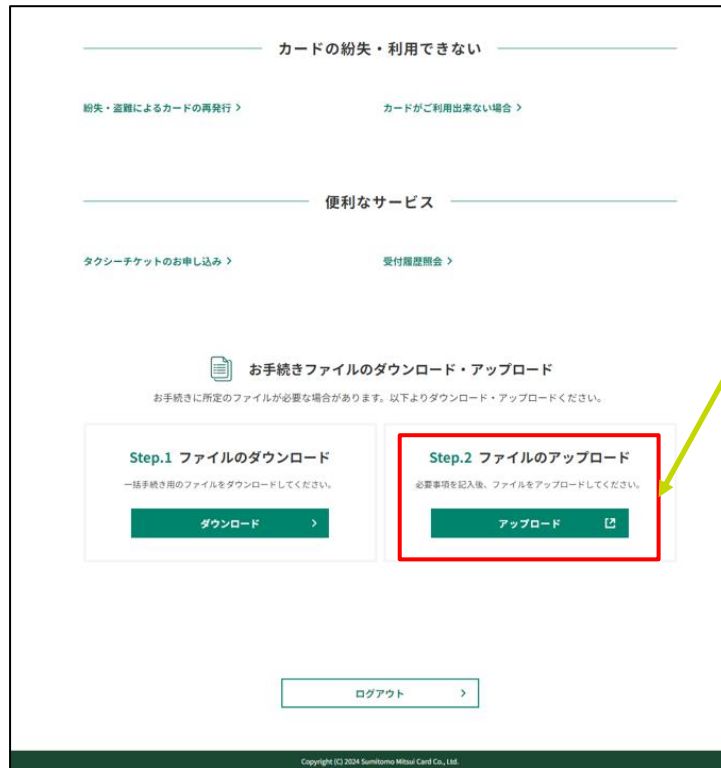 カードの紛失・利用できない
紛失・盗難によるカードの再発行 >
カードがご利用出来ない場合 >
便利なサービス
タクシーチケットのお申し込み >
受付履歴照会 >
お手続きファイルのダウンロード・アップロード
お手続きに所定のファイルが必要な場合があります。以下よりダウンロード・アップロードください。
Step.1 ファイルのダウンロード
一括手続き用のファイルをダウンロードしてください。
ダウンロード >
Step.2 ファイルのアップロード
必要事項を記入後、ファイルをアップロードしてください。
アップロード
ログアウト >
Copyright (C) 2024 Sumitomo Mitsui Card Co., Ltd.